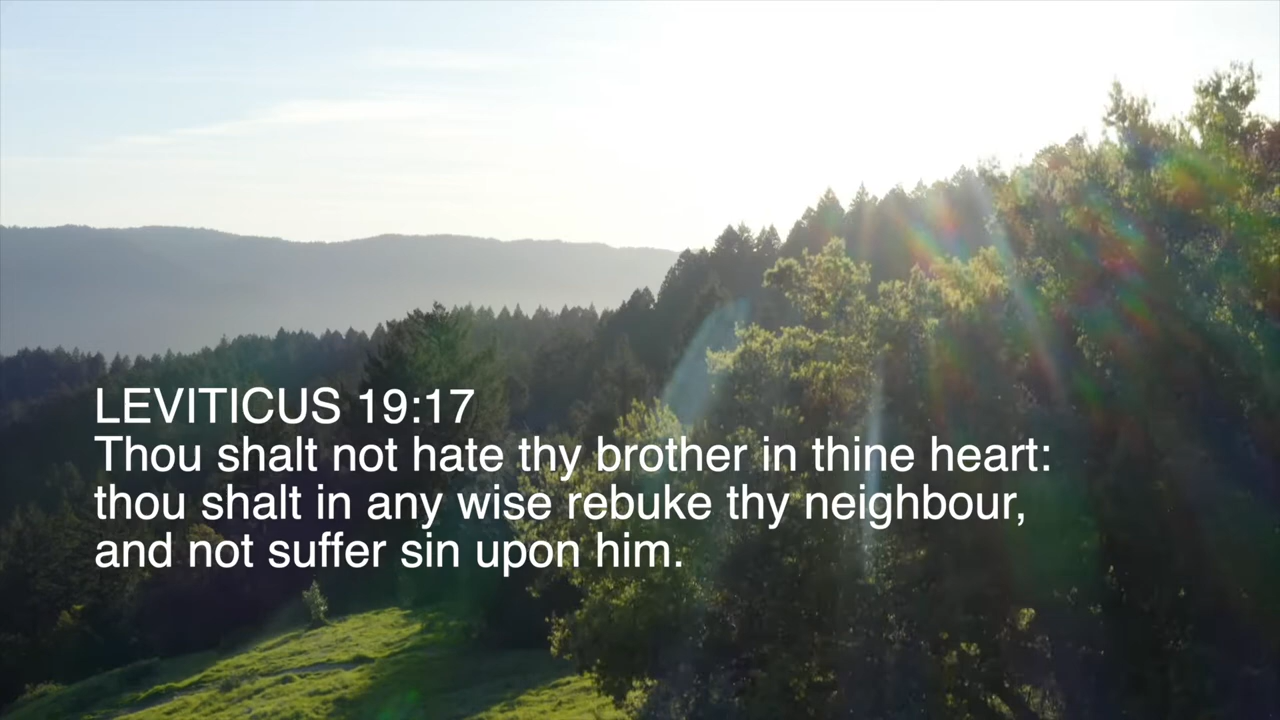 LEVITICUS 19:17
Thou shalt not hate thy brother in thine heart:
thou shalt in any wise rebuke thy neighbour,
and not suffer sin upon him.